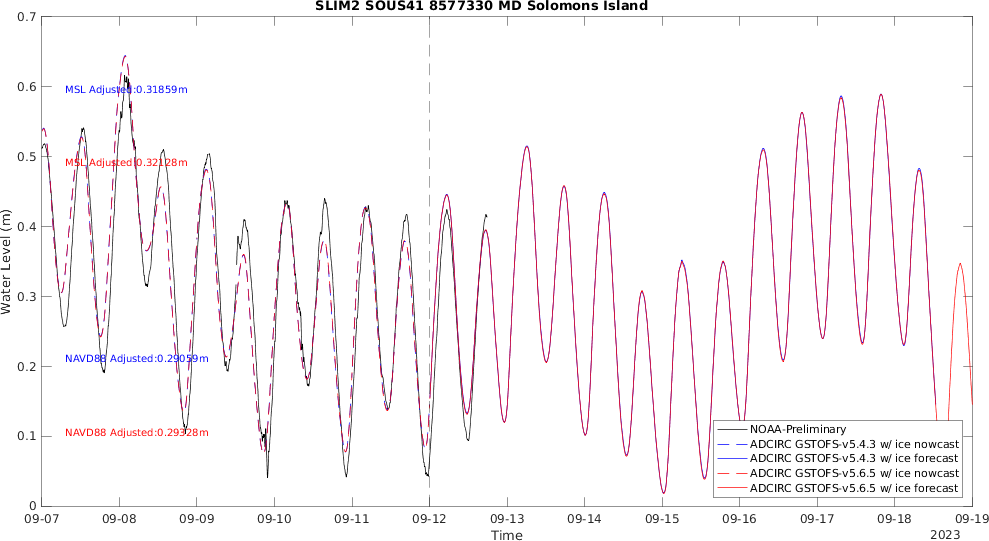 SLIM2 SOUS41 8577330 MD Solomons Island
0.7
0.6
0.5
0.4
0.3
0.2
0.1
0
Water Level (m)
MSL Adjusted:0.31859m
MSL Adjusted:0.32128m
NAVD88 Adjusted:0.29059m
NAVD88 Adjusted:0.29328m
NOAA-Preliminary
ADCIRC GSTOFS-v5.4.3 w/ ice nowcast
ADCIRC GSTOFS-v5.4.3 w/ ice forecast
ADCIRC GSTOFS-v5.6.5 w/ ice nowcast
ADCIRC GSTOFS-v5.6.5 w/ ice forecast
09-07 09-08 09-09 09-10 09-11 09-12 09-13 09-14 09-15 09-16 09-17 09-18 09-19
Time
2023